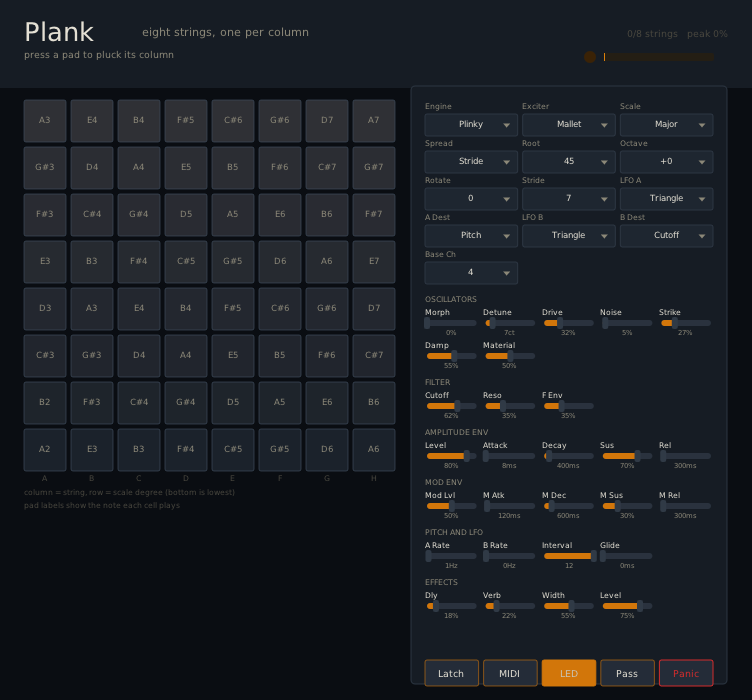 Plank
eight strings, one per column
0/8 strings · peak 0%
press a pad to pluck its column
A3 E4 B4 F#5 C#6 G#6 D7 A7
G#3 D4 A4 E5 B5 F#6 C#7 G#7
F#3 C#4 G#4 D5 A5 E6 B6 F#7
E3 B3 F#4 C#5 G#5 D6 A6 E7
D3 A3 E4 B4 F#5 C#6 G#6 D7
C#3 G#3 D4 A4 E5 B5 F#6 C#7
B2 F#3 C#4 G#4 D5 A5 E6 B6
A2 E3 B3 F#4 C#5 G#5 D6 A6
A B C D E F G H
column = string, row = scale degree (bottom is lowest)
pad labels show the note each cell plays
Engine Exciter Scale
Plinky Mallet Major
Spread Root Octave
Stride 45 +0
Rotate Stride LFO A
0 7 Triangle
A Dest LFO B B Dest
Pitch Triangle Cutoff
Base Ch
4
OSCILLATORS
Morph Detune Drive Noise Strike
0% 7ct 32% 5% 27%
Damp Material
55% 50%
FILTER
Cutoff Reso F Env
62% 35% 35%
AMPLITUDE ENV
Level Attack Decay Sus Rel
80% 8ms 400ms 70% 300ms
MOD ENV
Mod Lvl M Atk M Dec M Sus M Rel
50% 120ms 600ms 30% 300ms
PITCH AND LFO
A Rate B Rate Interval Glide
1Hz 0Hz 12 0ms
EFFECTS
Dly Verb Width Level
18% 22% 55% 75%
Latch MIDI LED Pass Panic